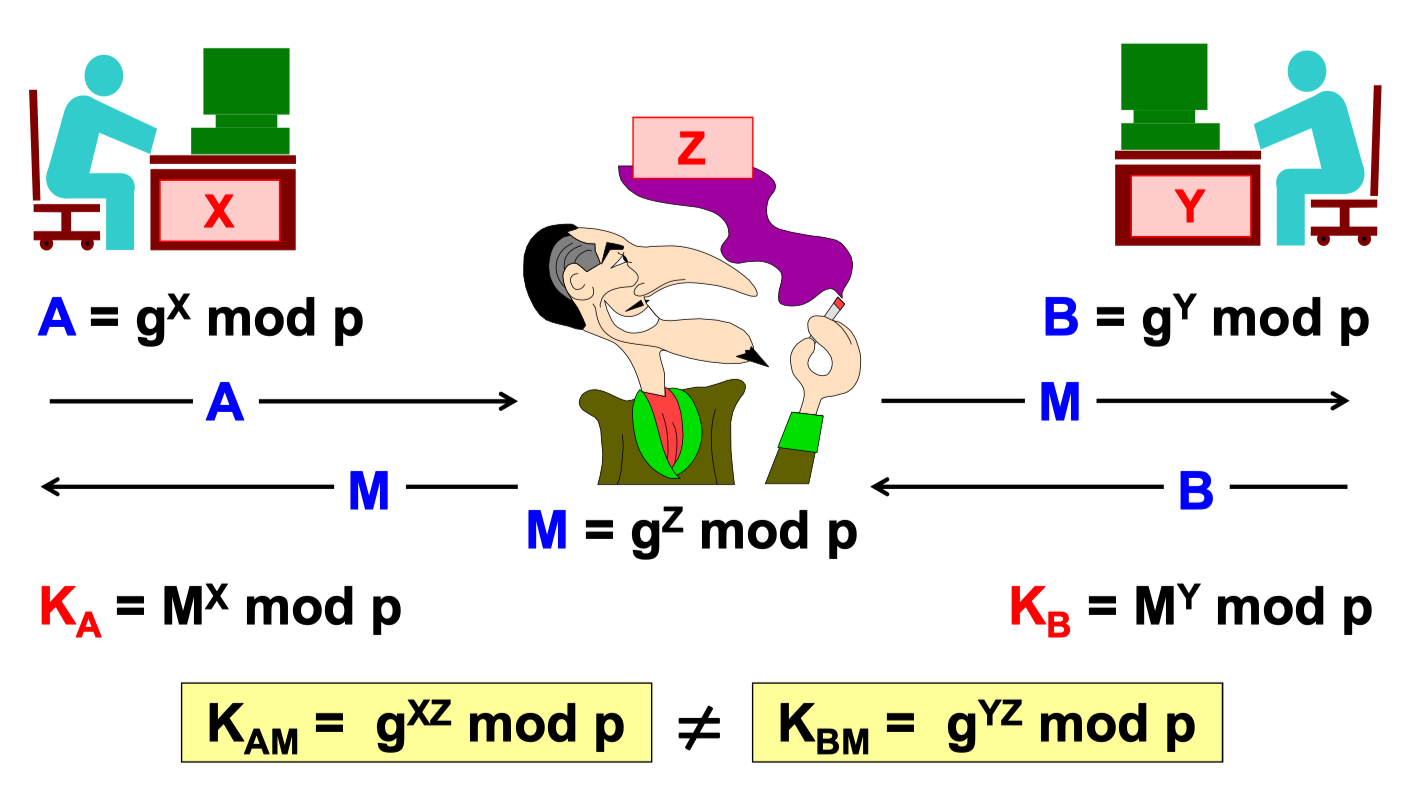 Z
X
Y
A = g^X mod p
B = g^Y mod p
A
M
M
B
M = g^Z mod p
K_A = M^X mod p
K_B = M^Y mod p
K_AM = g^XZ mod p ≠ K_BM = g^YZ mod p